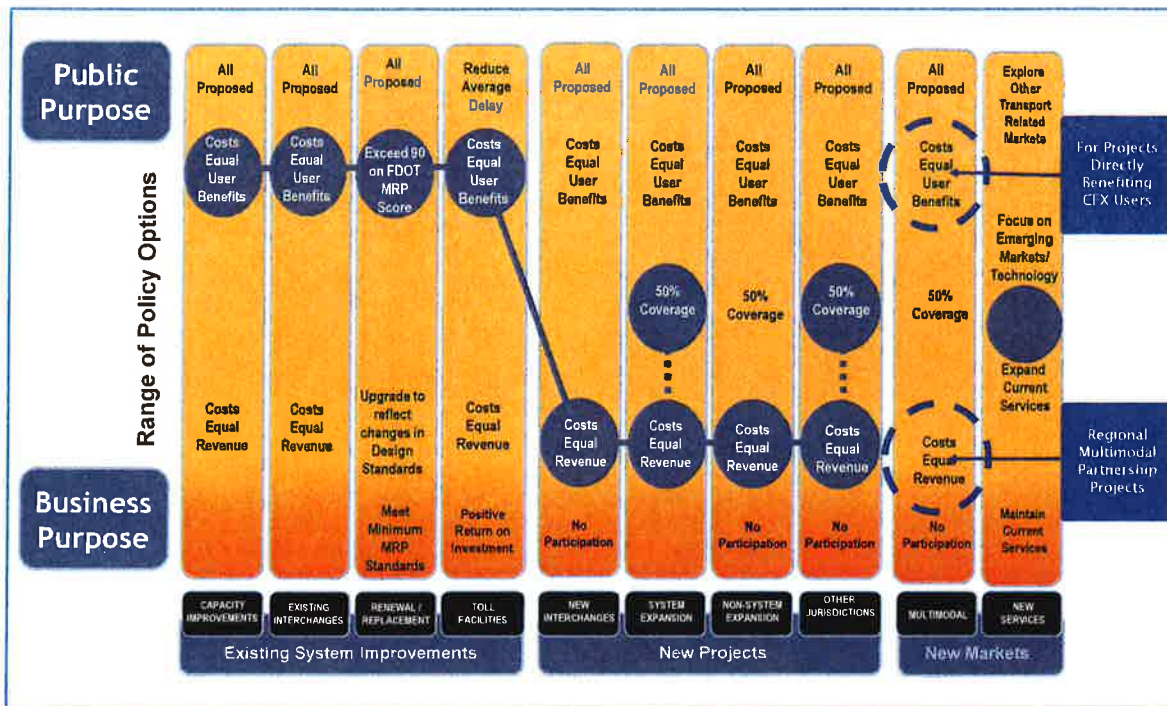 Public
Purpose
Range of Policy Options
Business
Purpose
All
Proposed
Costs
Equal
User
Benefits
Costs
Equal
Revenue
CAPACITY
IMPROVEMENTS
All
Proposed
Costs
Equal
User
Benefits
Costs
Equal
Revenue
EXISTING
INTERCHANGES
All
Proposed
Exceed 90
on FDOT
MRP
Score
Upgrade to
reflect
changes in
Design
Standards
Meet
Minimum
MRP
Standards
RENEWAL /
REPLACEMENT
Reduce
Average
Delay
Costs
Equal
User
Benefits
Costs
Equal
Revenue
Positive
Return on
Investment
TOLL
FACILITIES
Existing System Improvements
All
Proposed
Costs
Equal
User
Benefits
Costs
Equal
Revenue
No
Participation
NEW
INTERCHANGES
All
Proposed
Costs
Equal
User
Benefits
50%
Coverage
Costs
Equal
Revenue
SYSTEM
EXPANSION
All
Proposed
Costs
Equal
User
Benefits
50%
Coverage
Costs
Equal
Revenue
No
Participation
NON-SYSTEM
EXPANSION
All
Proposed
Costs
Equal
User
Benefits
50%
Coverage
Costs
Equal
Revenue
No
Participation
OTHER
JURISDICTIONS
New Projects
All
Proposed
Costs
Equal
User
Benefits
50%
Coverage
Costs
Equal
Revenue
No
Participation
MULTIMODAL
Explore
Other
Transport
Related
Markets
Focus on
Emerging
Markets/
Technology
Expand
Current
Services
Maintain
Current
Services
NEW
SERVICES
New Markets
For Projects
Directly
Benefiting
CFX Users
Regional
Multimodal
Partnership
Projects